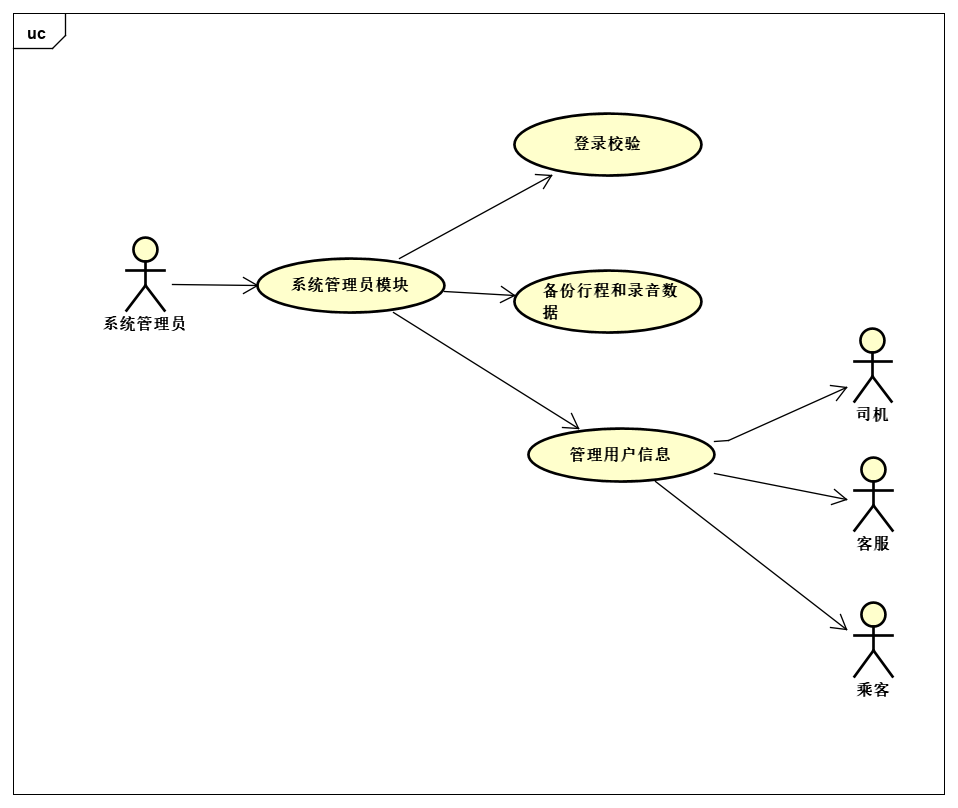 uc
登录校验
系统管理员
系统管理员模块
备份行程和录音数
据
管理用户信息
司机
客服
乘客